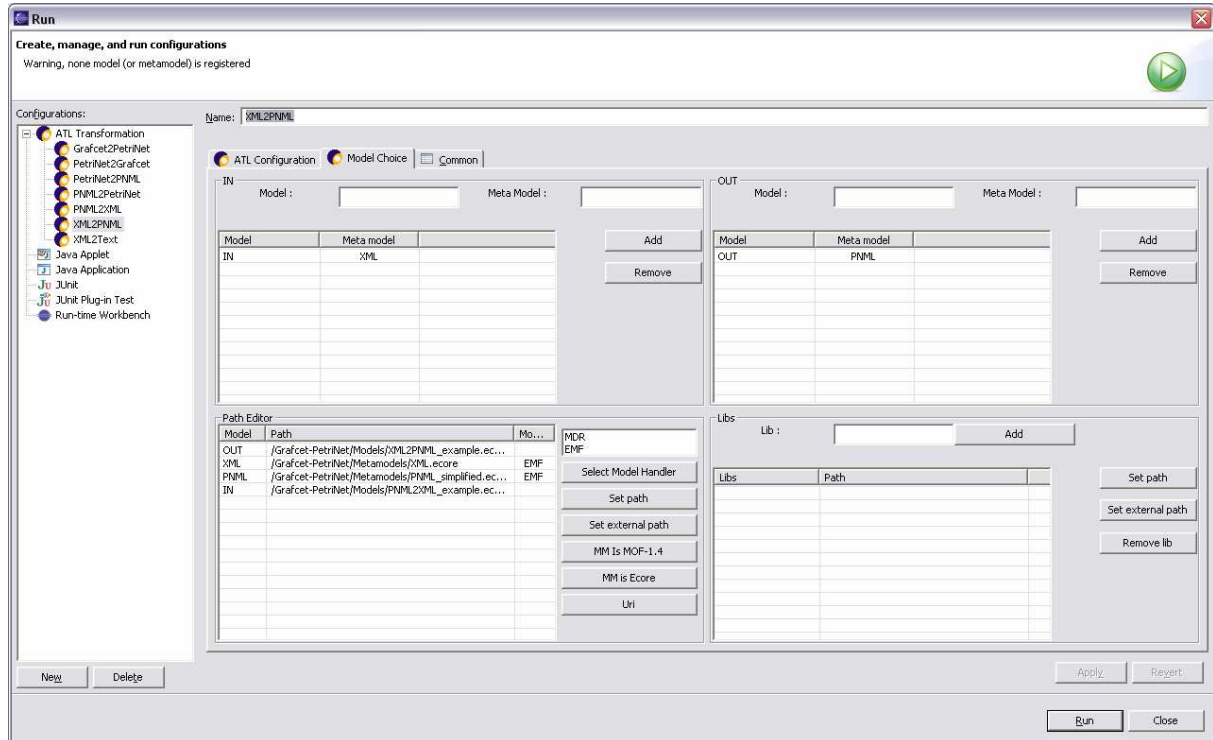 Run
Create, manage, and run configurations
Warning, none model (or metamodel) is registered
Configurations:
ATL Transformation
Grafcet2PetriNet
PetriNet2Grafcet
PetriNet2PNML
PNML2PetriNet
PNML2XML
XML2PNML
XML2Text
Java Applet
Java Application
JUnit
JUnit Plug-in Test
Run-time Workbench
New Delete
Name: XML2PNML
ATL Configuration Model Choice Common
IN
Model : Meta Model :
Model Meta model
IN XML
Add
Remove
OUT
Model : Meta Model :
Model Meta model
OUT PNML
Add
Remove
Path Editor
Model Path Mo...
OUT /Grafcet-PetriNet/Models/XML2PNML_example.ec...
XML /Grafcet-PetriNet/Metamodels/XML.ecore EMF
PNML /Grafcet-PetriNet/Metamodels/PNML_simplified.ec... EMF
IN /Grafcet-PetriNet/Models/PNML2XML_example.ec...
MDR
EMF
Select Model Handler
Set path
Set external path
MM Is MOF-1.4
MM is Ecore
Uri
Libs
Lib : Add
Libs Path
Set path
Set external path
Remove lib
Apply Revert
Run Close